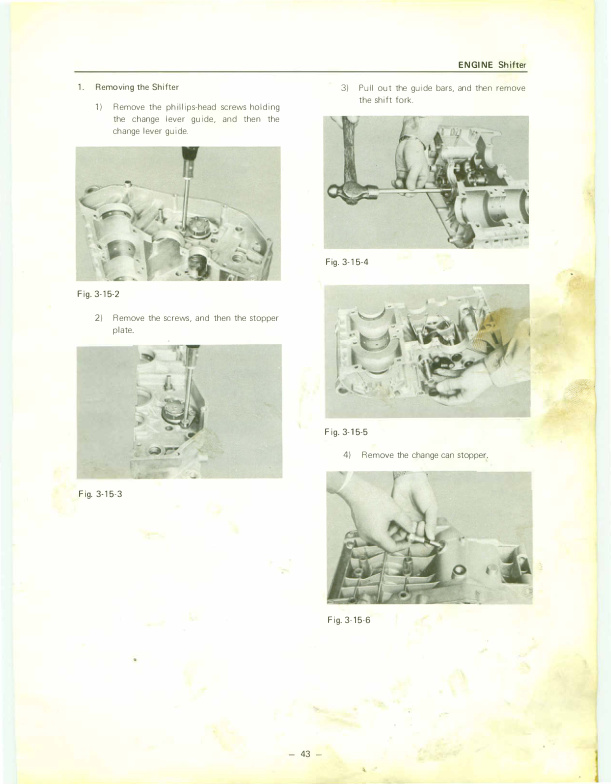 ENGINE Shifter
1. Removing the Shifter
1) Remove the phillips-head screws holding
the change lever guide, and then the
change lever guide.
Fig. 3-15-2
2) Remove the screws, and then the stopper
plate.
Fig. 3-15-3
3) Pull out the guide bars, and then remove
the shift fork.
Fig. 3-15-4
Fig. 3-15-5
4) Remove the change can stopper.
Fig. 3-15-6
– 43 –